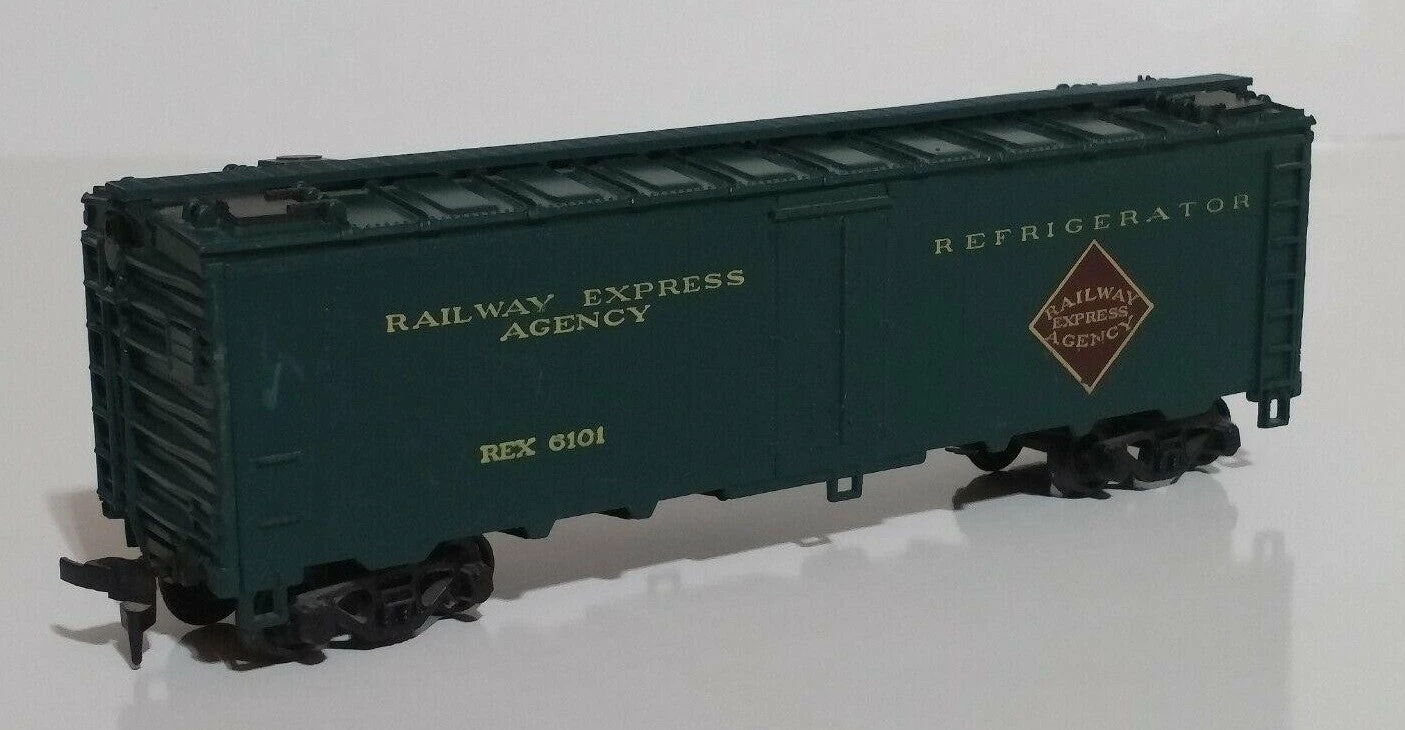 RAILWAY EXPRESS
AGENCY
REX 6101
REFRIGERATOR
RAILWAY
EXPRESS
AGENCY